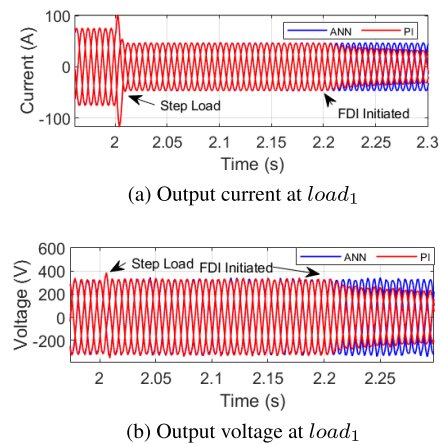 ANN PI
Current (A)
100
0
-100
Step Load
FDI Initiated
2 2.05 2.1 2.15 2.2 2.25 2.3
Time (s)
(a) Output current at load1
600
400
200
0
-200
Voltage (V)
Step Load FDI Initiated
ANN PI
2 2.05 2.1 2.15 2.2 2.25
Time (s)
(b) Output voltage at load1